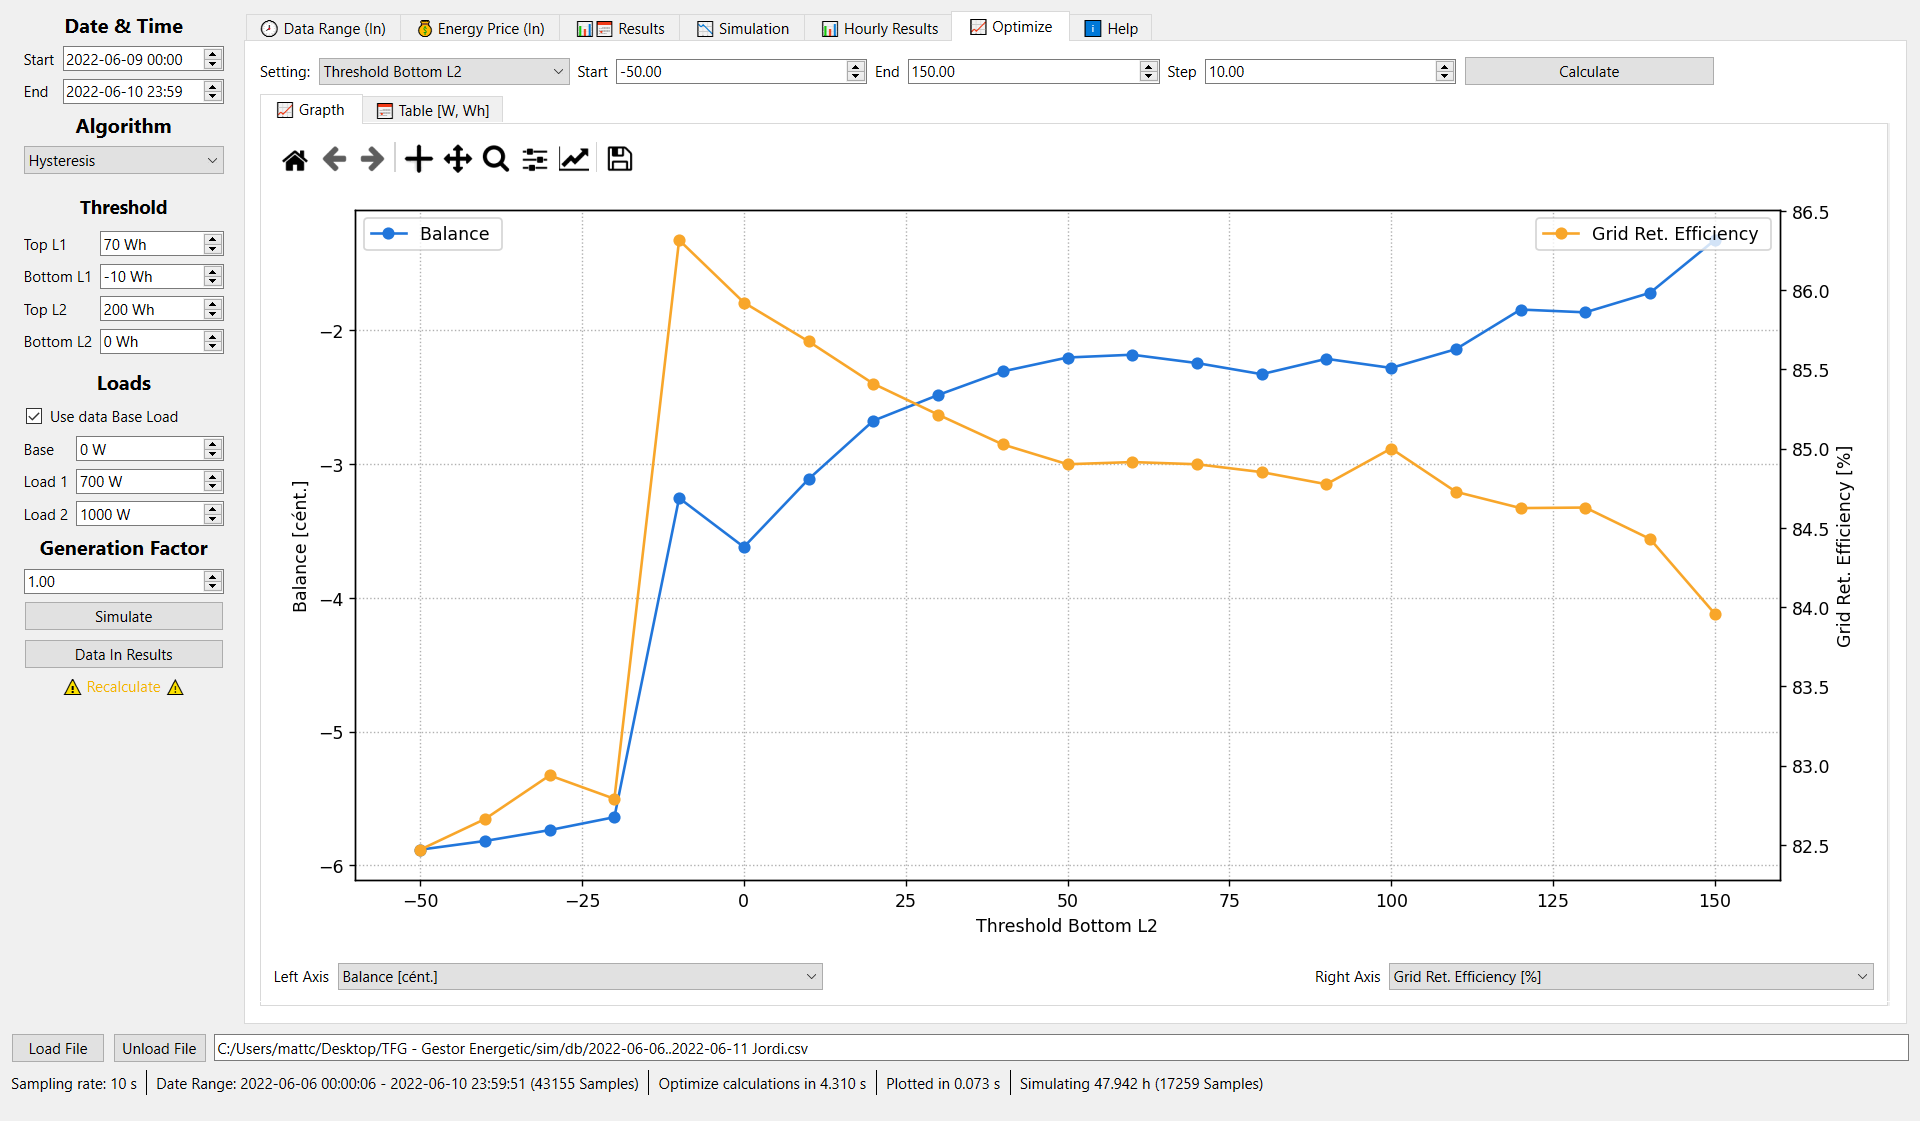 Date & Time
Start 2022-06-09 00:00
End 2022-06-10 23:59
Algorithm
Hysteresis
Threshold
Top L1 70 Wh
Bottom L1 -10 Wh
Top L2 200 Wh
Bottom L2 0 Wh
Loads
Use data Base Load
Base 0 W
Load 1 700 W
Load 2 1000 W
Generation Factor
1.00
Simulate
Data In Results
Recalculate
Data Range (In) Energy Price (In) Results Simulation Hourly Results Optimize Help
Setting: Threshold Bottom L2 Start -50.00 End 150.00 Step 10.00 Calculate
Grapth Table [W, Wh]
Balance
Grid Ret. Efficiency
Balance [cént.]
−2
−3
−4
−5
−6
86.5
86.0
85.5
85.0
84.5
84.0
83.5
83.0
82.5
Grid Ret. Efficiency [%]
−50 −25 0 25 50 75 100 125 150
Threshold Bottom L2
Left Axis Balance [cént.] Right Axis Grid Ret. Efficiency [%]
Load File Unload File C:/Users/mattc/Desktop/TFG - Gestor Energetic/sim/db/2022-06-06..2022-06-11 Jordi.csv
Sampling rate: 10 s Date Range: 2022-06-06 00:00:06 - 2022-06-10 23:59:51 (43155 Samples) Optimize calculations in 4.310 s Plotted in 0.073 s Simulating 47.942 h (17259 Samples)